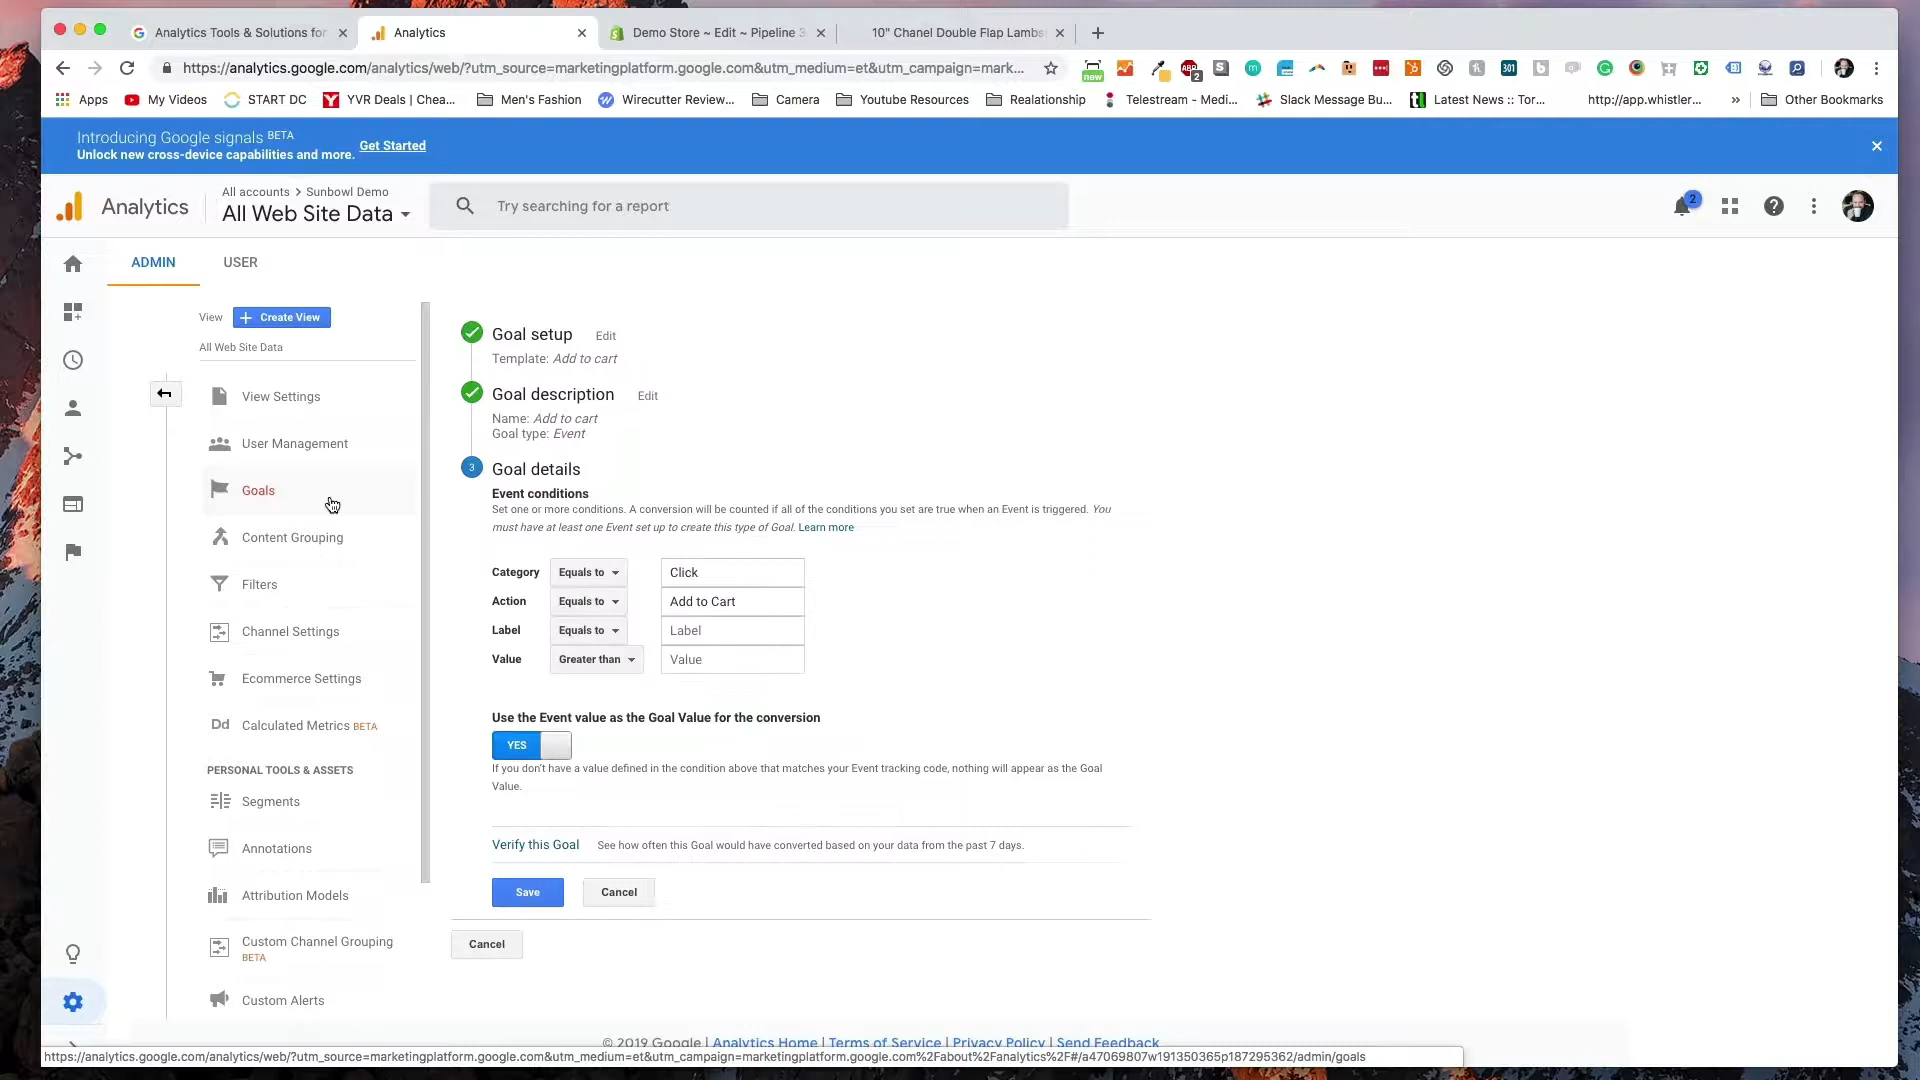 Analytics Tools & Solutions for
Analytics
Demo Store ~ Edit ~ Pipeline 3
10" Chanel Double Flap Lambs
https://analytics.google.com/analytics/web/?utm_source=marketingplatform.google.com&utm_medium=et&utm_campaign=mark...
new
2
301
Apps
My Videos
START DC
YVR Deals | Chea...
Men's Fashion
Wirecutter Review...
Camera
Youtube Resources
Realationship
Telestream - Medi...
Slack Message Bu...
Latest News :: Tor...
http://app.whistler...
»
Other Bookmarks
Introducing Google signals BETA
Unlock new cross-device capabilities and more.
Get Started
Analytics
All accounts > Sunbowl Demo
All Web Site Data
Try searching for a report
2
ADMIN
USER
View
+ Create View
All Web Site Data
View Settings
User Management
Goals
Content Grouping
Filters
Channel Settings
Ecommerce Settings
Dd Calculated Metrics BETA
PERSONAL TOOLS & ASSETS
Segments
Annotations
Attribution Models
Custom Channel Grouping
BETA
Custom Alerts
Goal setup Edit
Template: Add to cart
Goal description Edit
Name: Add to cart
Goal type: Event
3 Goal details
Event conditions
Set one or more conditions. A conversion will be counted if all of the conditions you set are true when an Event is triggered. You
must have at least one Event set up to create this type of Goal. Learn more
Category Equals to Click
Action Equals to Add to Cart
Label Equals to Label
Value Greater than Value
Use the Event value as the Goal Value for the conversion
YES
If you don't have a value defined in the condition above that matches your Event tracking code, nothing will appear as the Goal
Value.
Verify this Goal See how often this Goal would have converted based on your data from the past 7 days.
Save Cancel
Cancel
© 2019 Google | Analytics Home | Terms of Service | Privacy Policy | Send Feedback
https://analytics.google.com/analytics/web/?utm_source=marketingplatform.google.com&utm_medium=et&utm_campaign=marketingplatform.google.com%2Fabout%2Fanalytics%2F#/a47069807w191350365p187295362/admin/goals